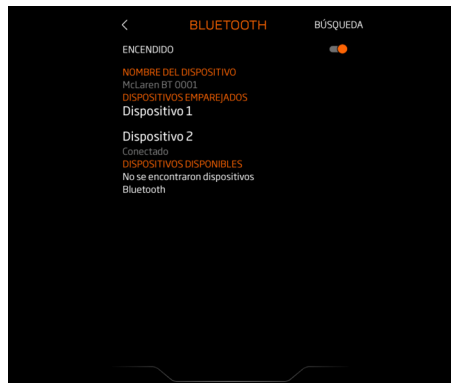 BLUETOOTH
BÚSQUEDA
ENCENDIDO
NOMBRE DEL DISPOSITIVO
McLaren BT 0001
DISPOSITIVOS EMPAREJADOS
Dispositivo 1
Dispositivo 2
Conectado
DISPOSITIVOS DISPONIBLES
No se encontraron dispositivos
Bluetooth